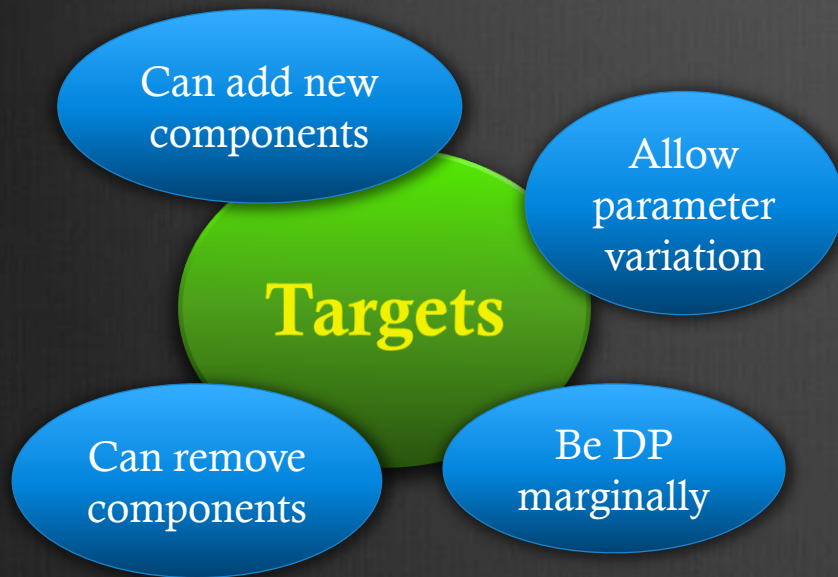 Can add new
components
Allow
parameter
variation
Targets
Can remove
components
Be DP
marginally